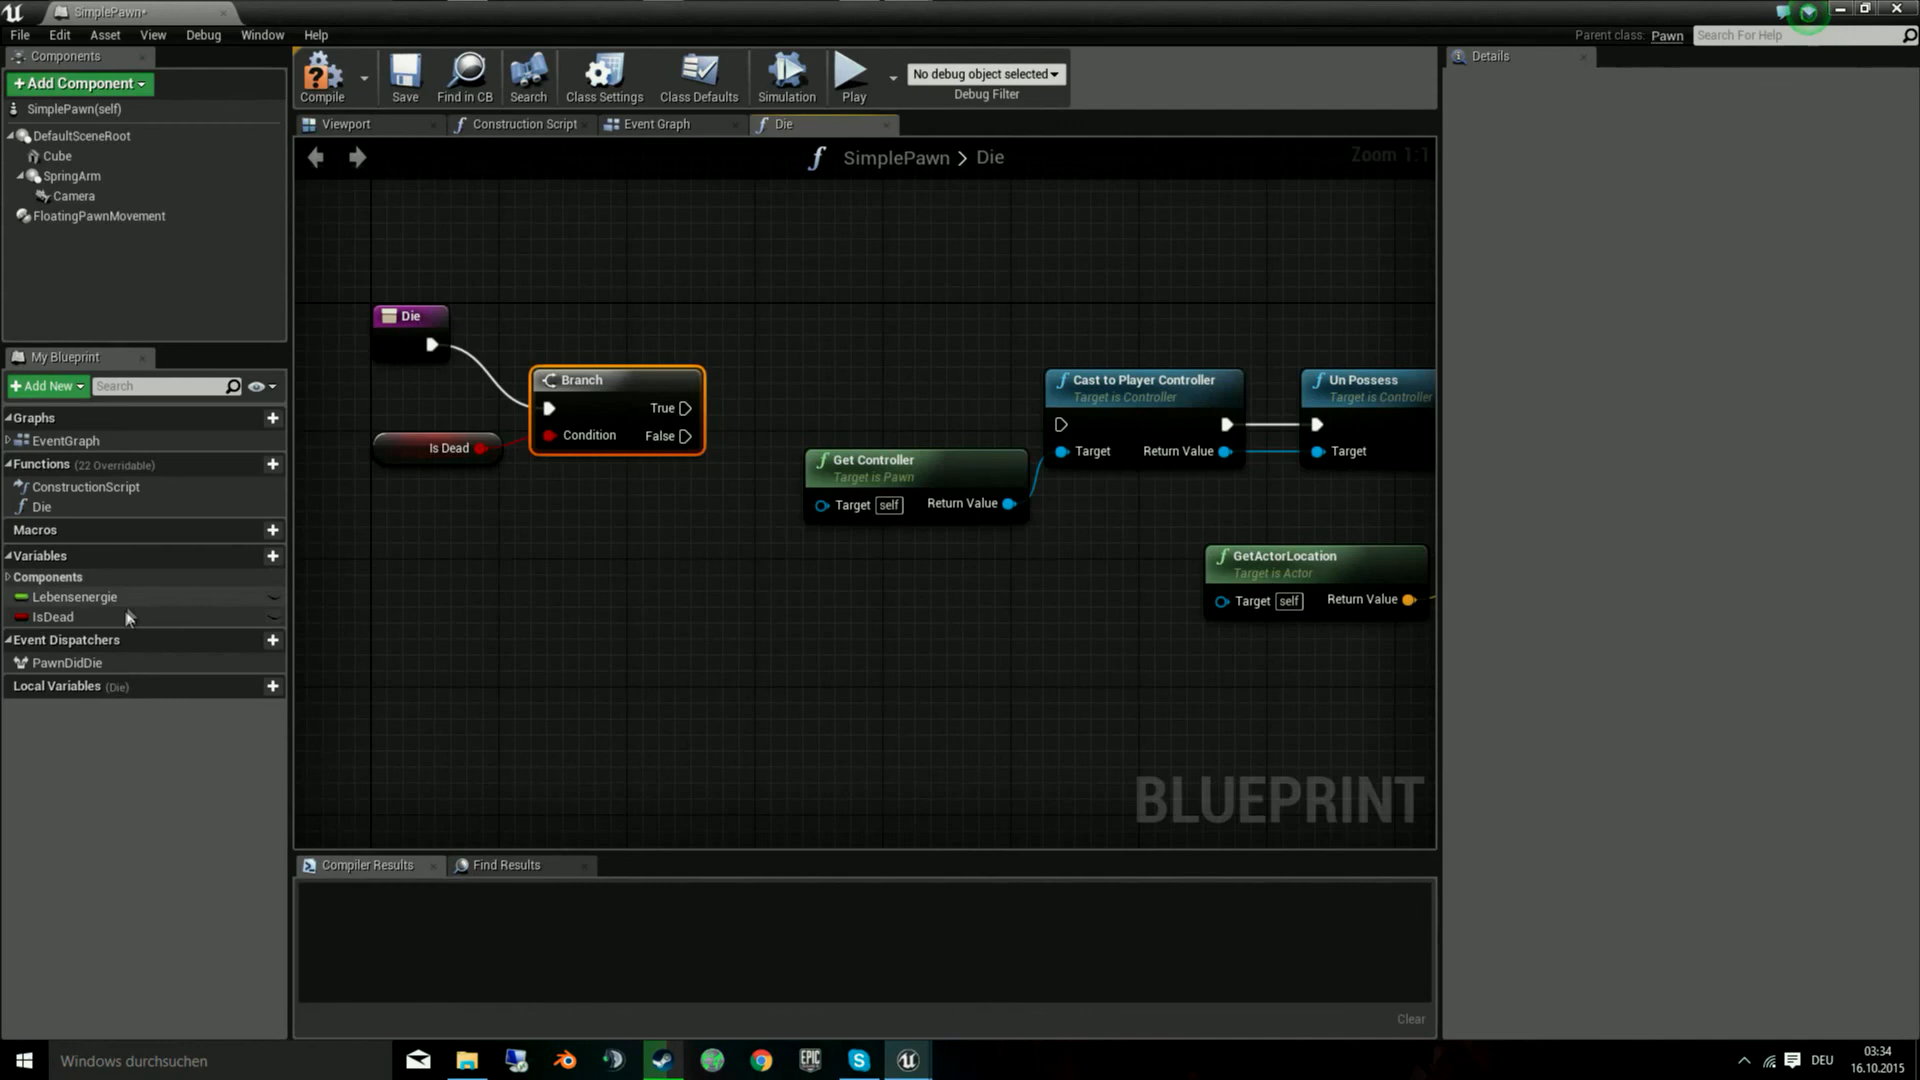 SimplePawn*
File Edit Asset View Debug Window Help
Parent class: Pawn Search For Help
Components
+Add Component
SimplePawn(self)
DefaultSceneRoot
Cube
SpringArm
Camera
FloatingPawnMovement
My Blueprint
+Add New Search
Graphs
EventGraph
Functions (22 Overridable)
ConstructionScript
Die
Macros
Variables
Components
Lebensenergie
IsDead
Event Dispatchers
PawnDidDie
Local Variables (Die)
Compile Save Find in CB Search Class Settings Class Defaults Simulation Play
No debug object selected
Debug Filter
Viewport Construction Script Event Graph Die
SimplePawn > Die
Zoom 1:1
Die
Branch
True
Condition False
Is Dead
Get Controller
Target is Pawn
Target self Return Value
Cast to Player Controller
Target is Controller
Target Return Value
Un Possess
Target is Controller
Target
GetActorLocation
Target is Actor
Target self Return Value
BLUEPRINT
Compiler Results Find Results
Clear
Details
Windows durchsuchen
EPIC
GAMES
DEU
03:34
16.10.2015